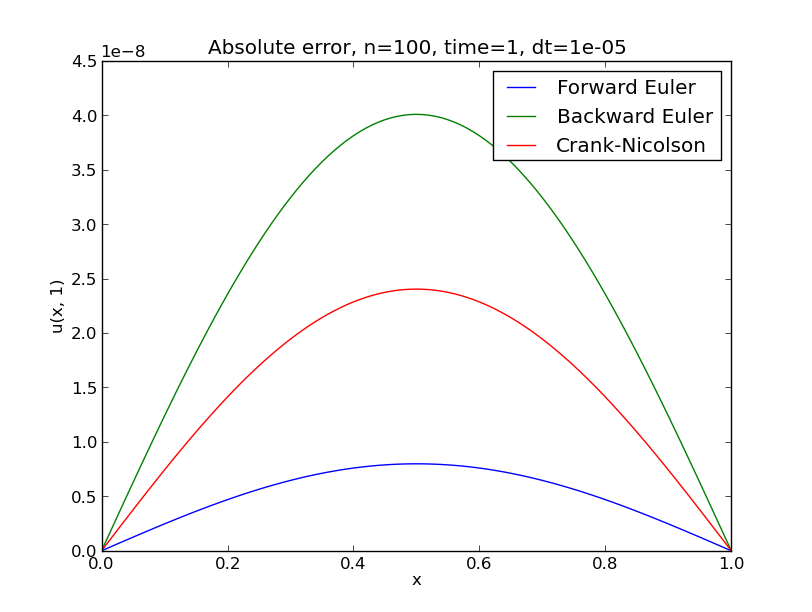 Absolute error, n=100, time=1, dt=1e-05
1e−8
Forward Euler
Backward Euler
Crank-Nicolson
4.5
4.0
3.5
3.0
2.5
2.0
1.5
1.0
0.5
0.0
u(x, 1)
0.0 0.2 0.4 0.6 0.8 1.0
x